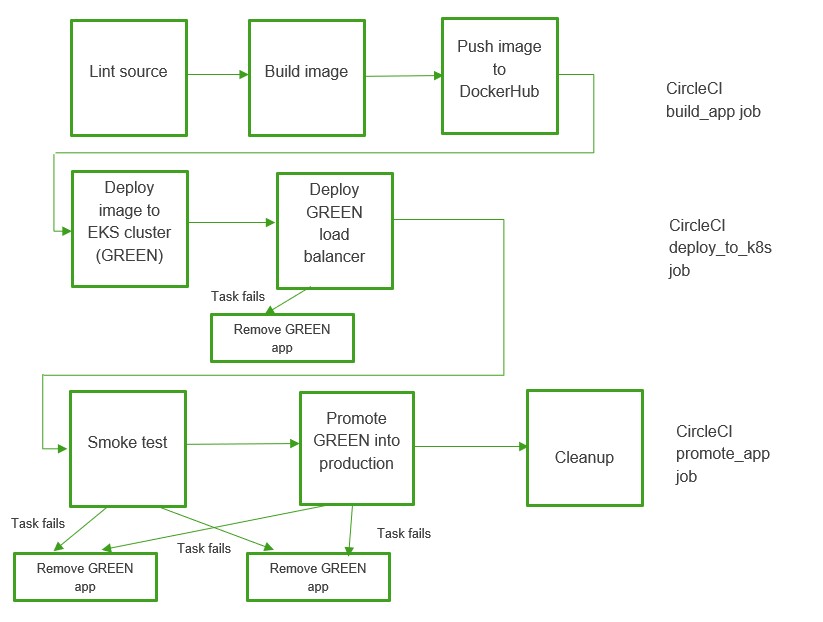 Lint source
Build image
Push image
to
DockerHub
CircleCI
build_app job
Deploy
image to
EKS cluster
(GREEN)
Deploy
GREEN
load
balancer
CircleCI
deploy_to_k8s
job
Task fails
Remove GREEN
app
Smoke test
Promote
GREEN into
production
Cleanup
CircleCI
promote_app
job
Task fails
Task fails
Task fails
Remove GREEN
app
Remove GREEN
app